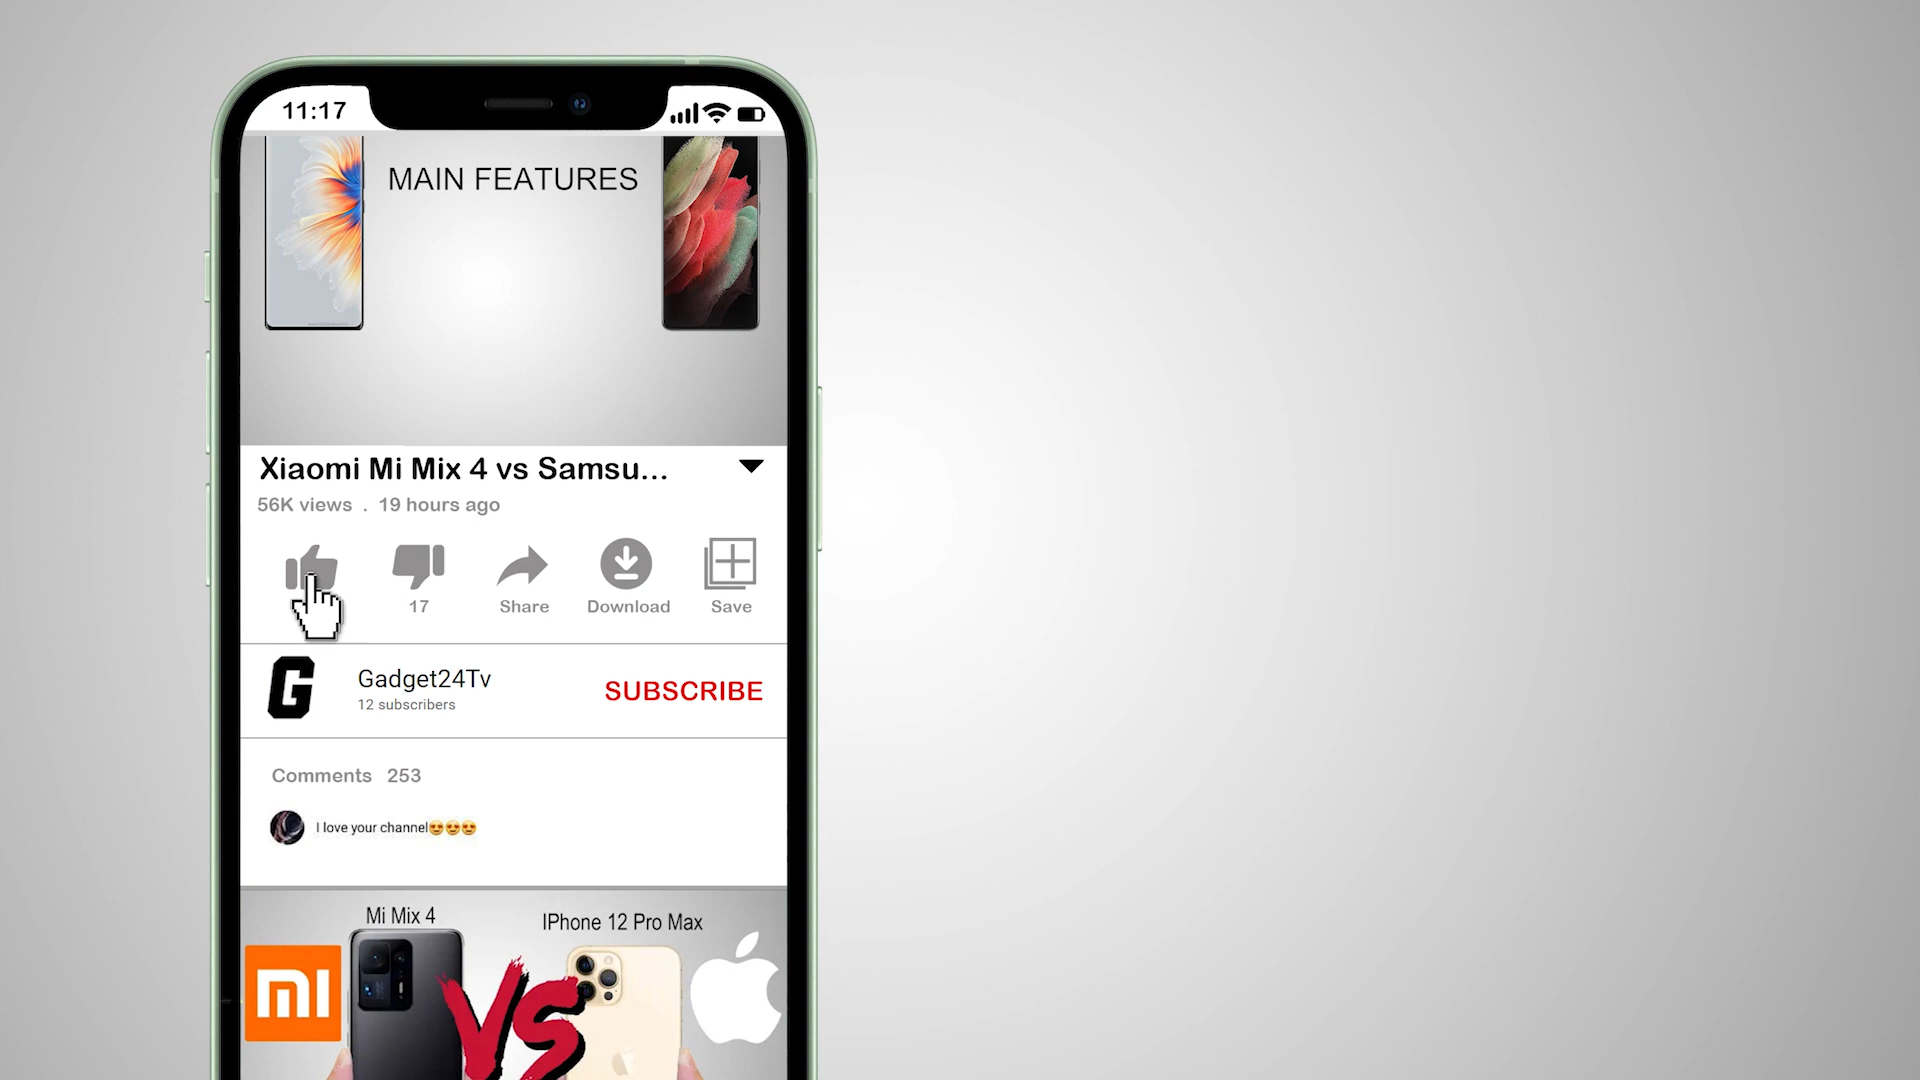 11:17
MAIN FEATURES
Xiaomi Mi Mix 4 vs Samsu...
56K views . 19 hours ago
17 Share Download Save
G
Gadget24Tv
12 subscribers
SUBSCRIBE
Comments 253
I love your channel😍😍😍
Mi Mix 4
IPhone 12 Pro Max
mi
VS